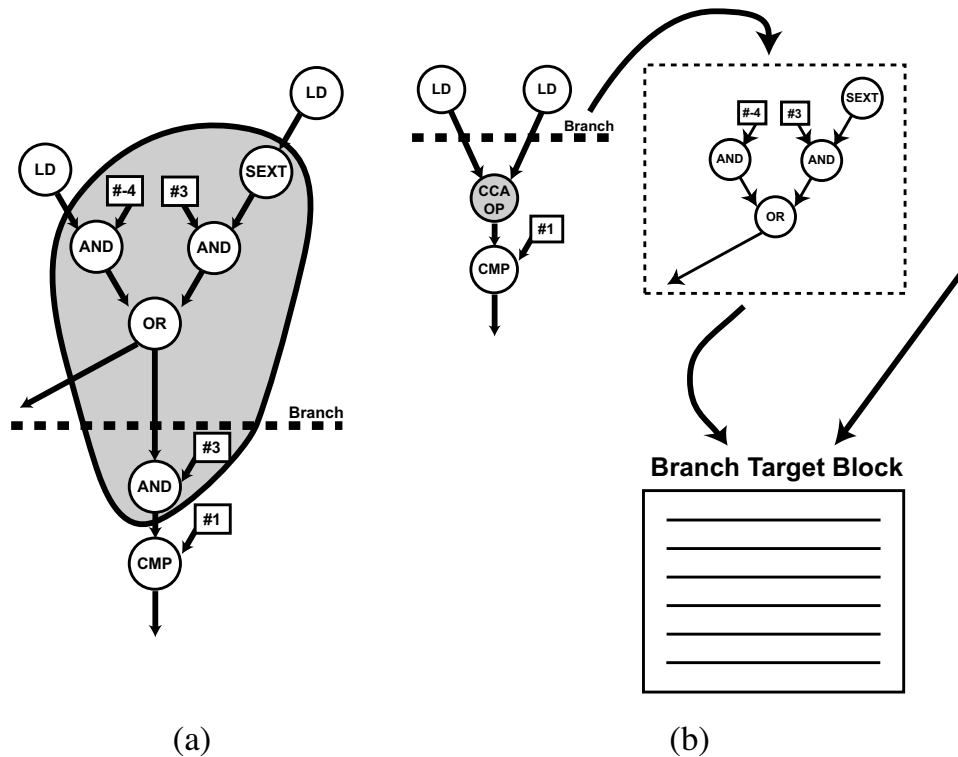 LD
LD
SEXT
#-4
#3
AND
AND
OR
Branch
#3
AND
#1
CMP
(a)
LD
LD
Branch
CCA
OP
#1
CMP
SEXT
#-4
#3
AND
AND
OR
Branch Target Block
(b)